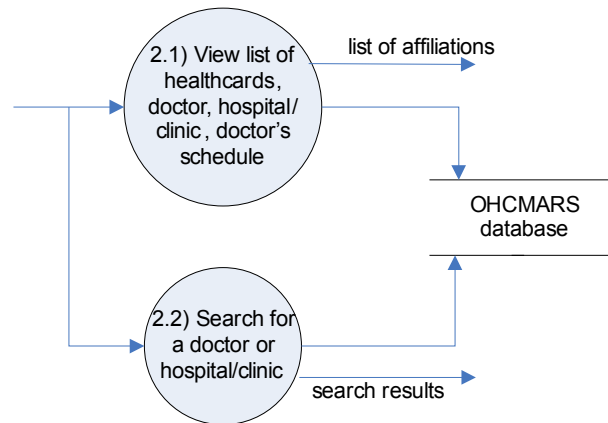 2.1) View list of
healthcards,
doctor, hospital/
clinic, doctor's
schedule
list of affiliations
OHCMARS
database
2.2) Search for
a doctor or
hospital/clinic
search results